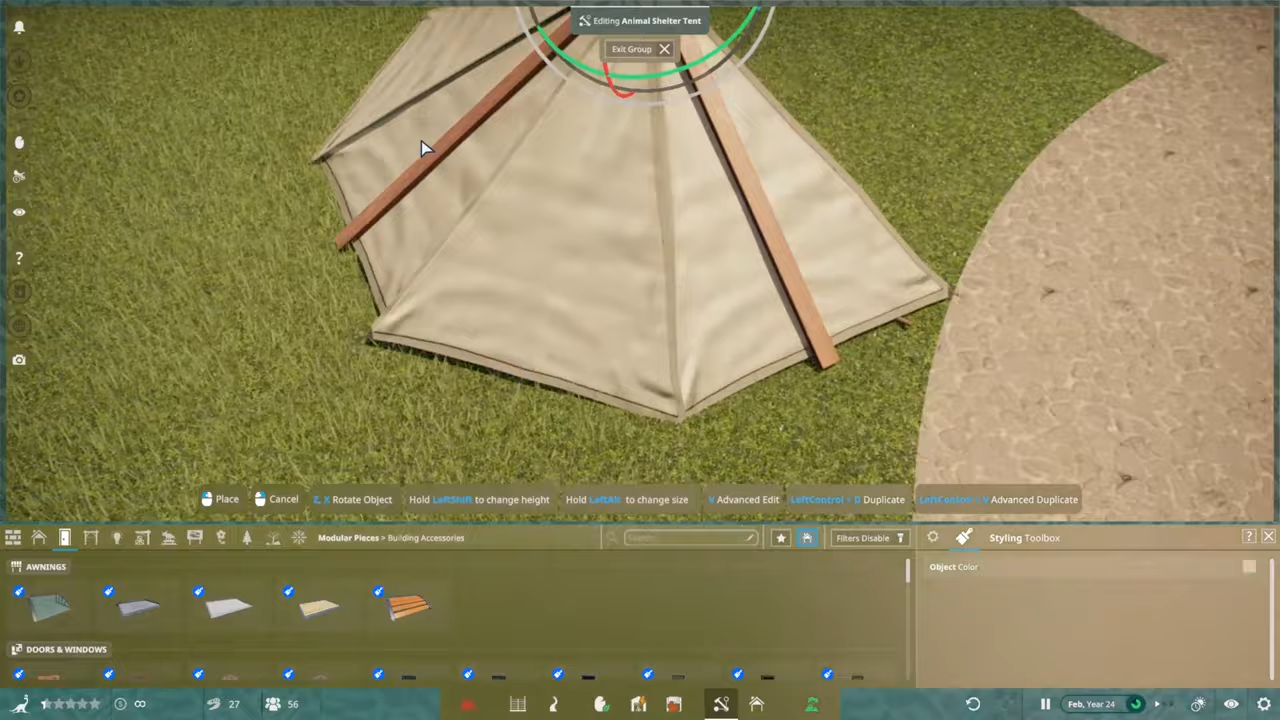 Editing Animal Shelter Tent
Exit Group
?
Place
Cancel
Z, X Rotate Object
Hold LeftShift to change height
Hold LeftAlt to change size
V Advanced Edit
LeftControl + D Duplicate
Advanced Duplicate
Modular Pieces > Building Accessories
Search
Filters Disable
Styling Toolbox
?
AWNINGS
Object Color
DOORS & WINDOWS
∞
27
56
Feb, Year 24